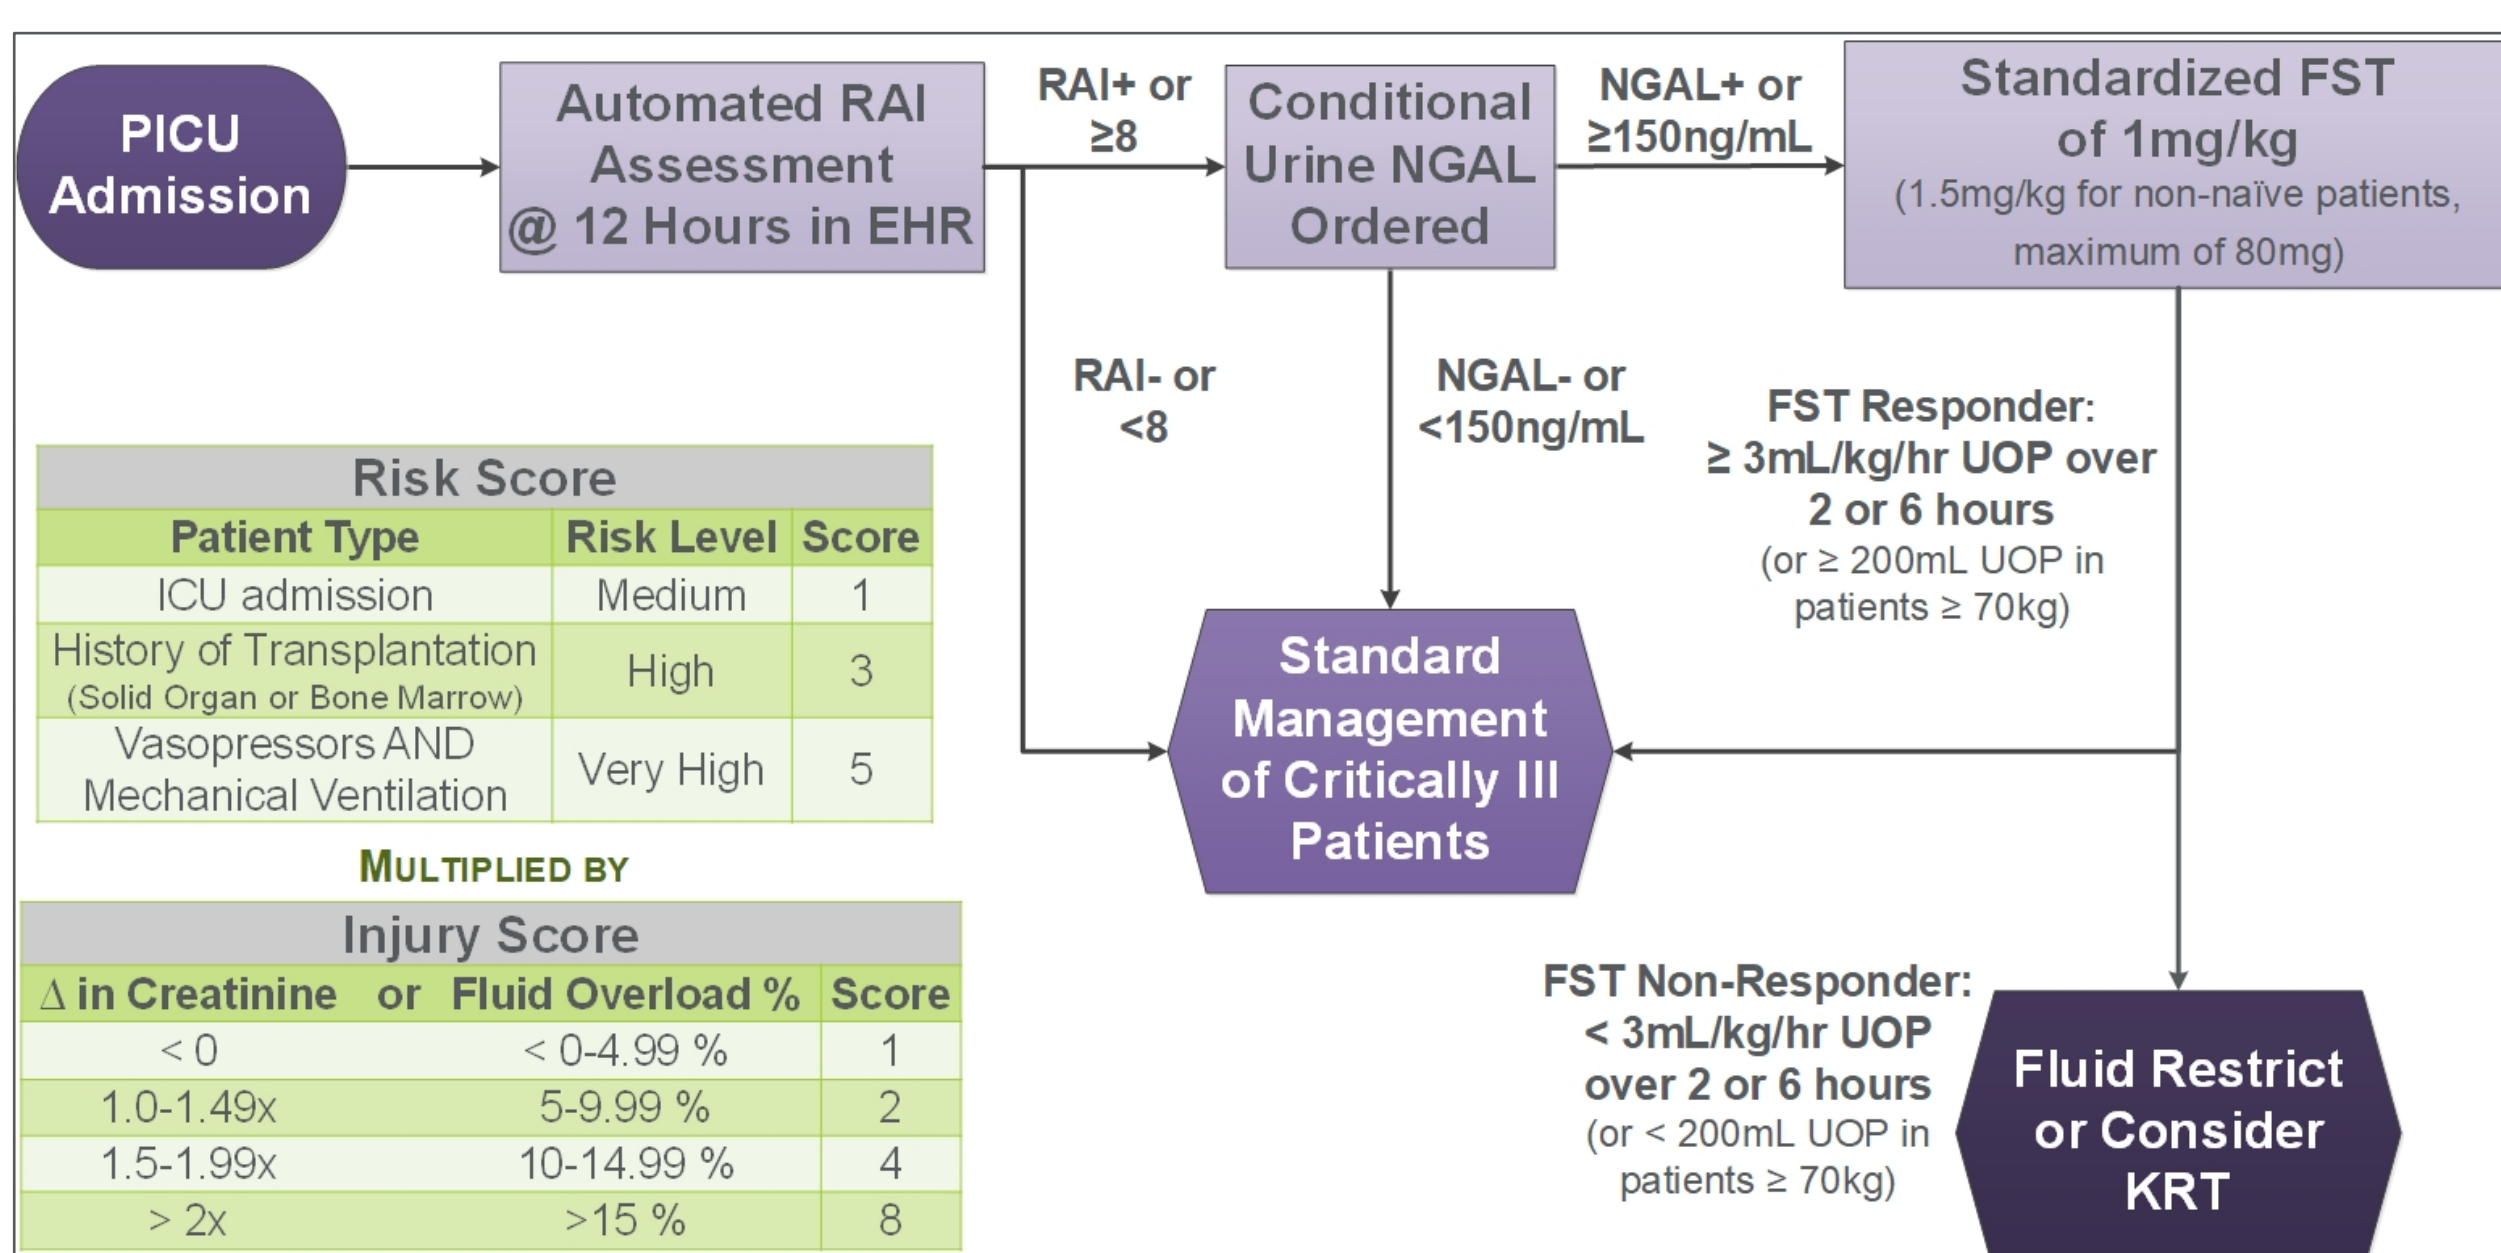 PICU
Admission
Automated RAI
Assessment
@ 12 Hours in EHR
RAI+ or
≥8
Conditional
Urine NGAL
Ordered
NGAL+ or
≥150ng/mL
Standardized FST
of 1mg/kg
(1.5mg/kg for non-naïve patients,
maximum of 80mg)
RAI- or
<8
NGAL- or
<150ng/mL
FST Responder:
≥ 3mL/kg/hr UOP over
2 or 6 hours
(or ≥ 200mL UOP in
patients ≥ 70kg)
Standard
Management
of Critically Ill
Patients
FST Non-Responder:
< 3mL/kg/hr UOP
over 2 or 6 hours
(or < 200mL UOP in
patients ≥ 70kg)
Fluid Restrict
or Consider
KRT
Risk Score
Patient Type Risk Level Score
ICU admission Medium 1
History of Transplantation
(Solid Organ or Bone Marrow) High 3
Vasopressors AND
Mechanical Ventilation Very High 5
MULTIPLIED BY
Injury Score
Δ in Creatinine or Fluid Overload % Score
< 0 < 0-4.99 % 1
1.0-1.49x 5-9.99 % 2
1.5-1.99x 10-14.99 % 4
> 2x >15 % 8